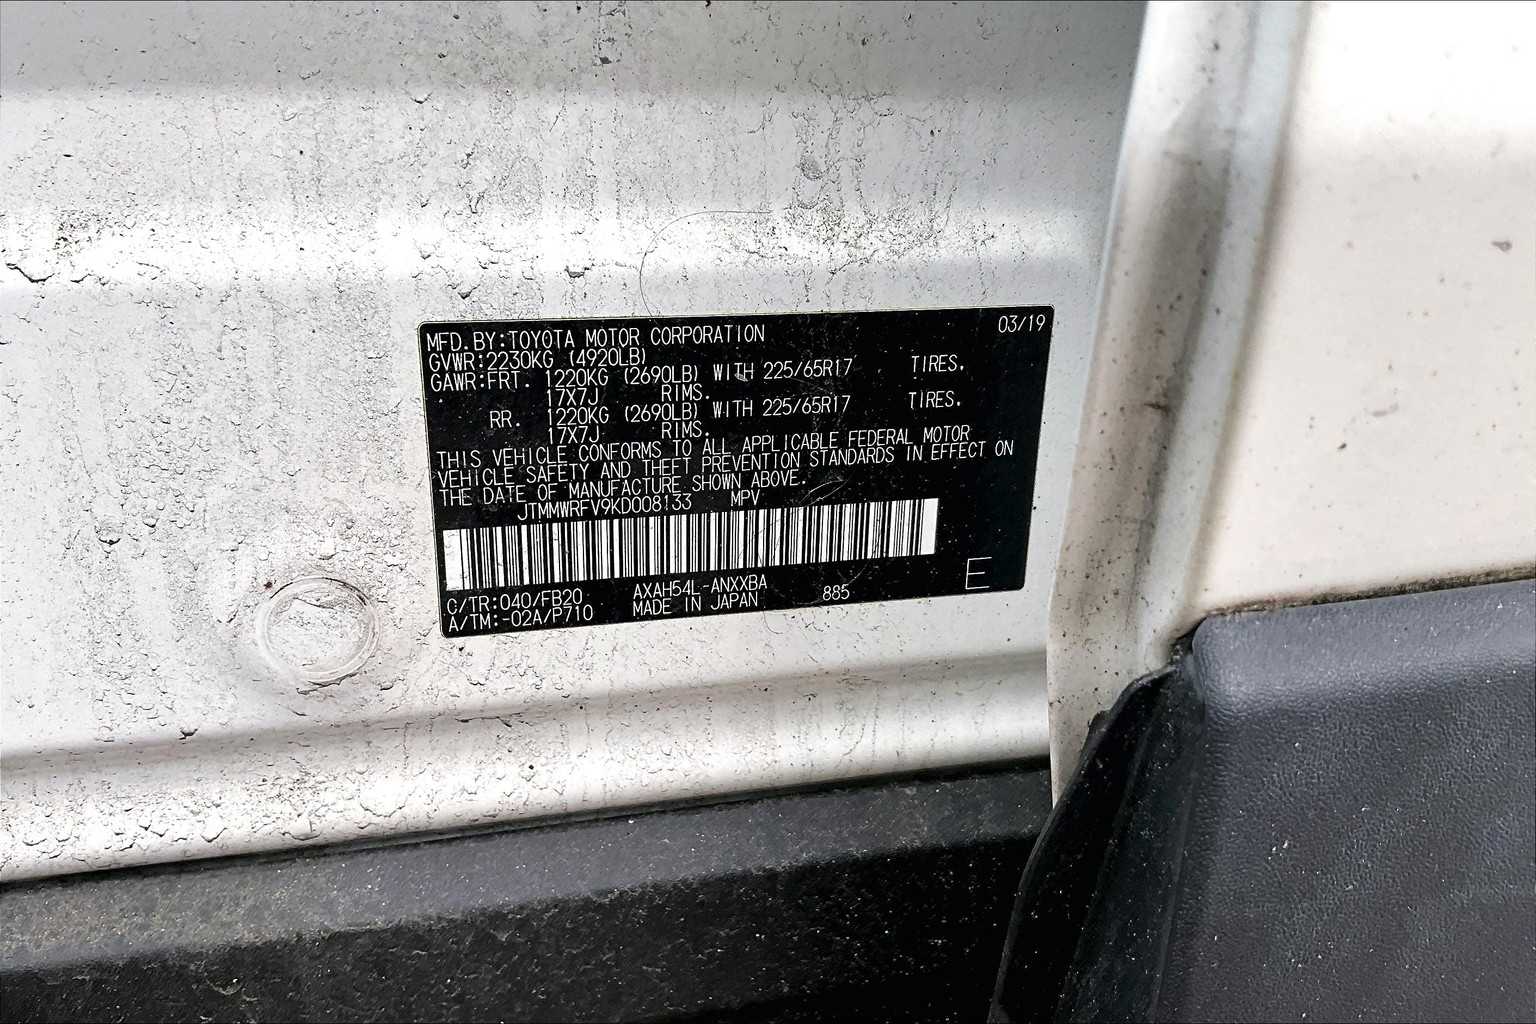 MFD.BY:TOYOTA MOTOR CORPORATION 03/19
GVWR:2230KG (4920LB)
GAWR:FRT. 1220KG (2690LB) WITH 225/65R17 TIRES.
17X7J RIMS.
RR. 1220KG (2690LB) WITH 225/65R17 TIRES.
17X7J RIMS.
THIS VEHICLE CONFORMS TO ALL APPLICABLE FEDERAL MOTOR
VEHICLE SAFETY AND THEFT PREVENTION STANDARDS IN EFFECT ON
THE DATE OF MANUFACTURE SHOWN ABOVE.
JTMMWRFV9KD008133 MPV
E
C/TR:040/FB20 AXAH54L-ANXXBA
A/TM:-02A/P710 MADE IN JAPAN 885